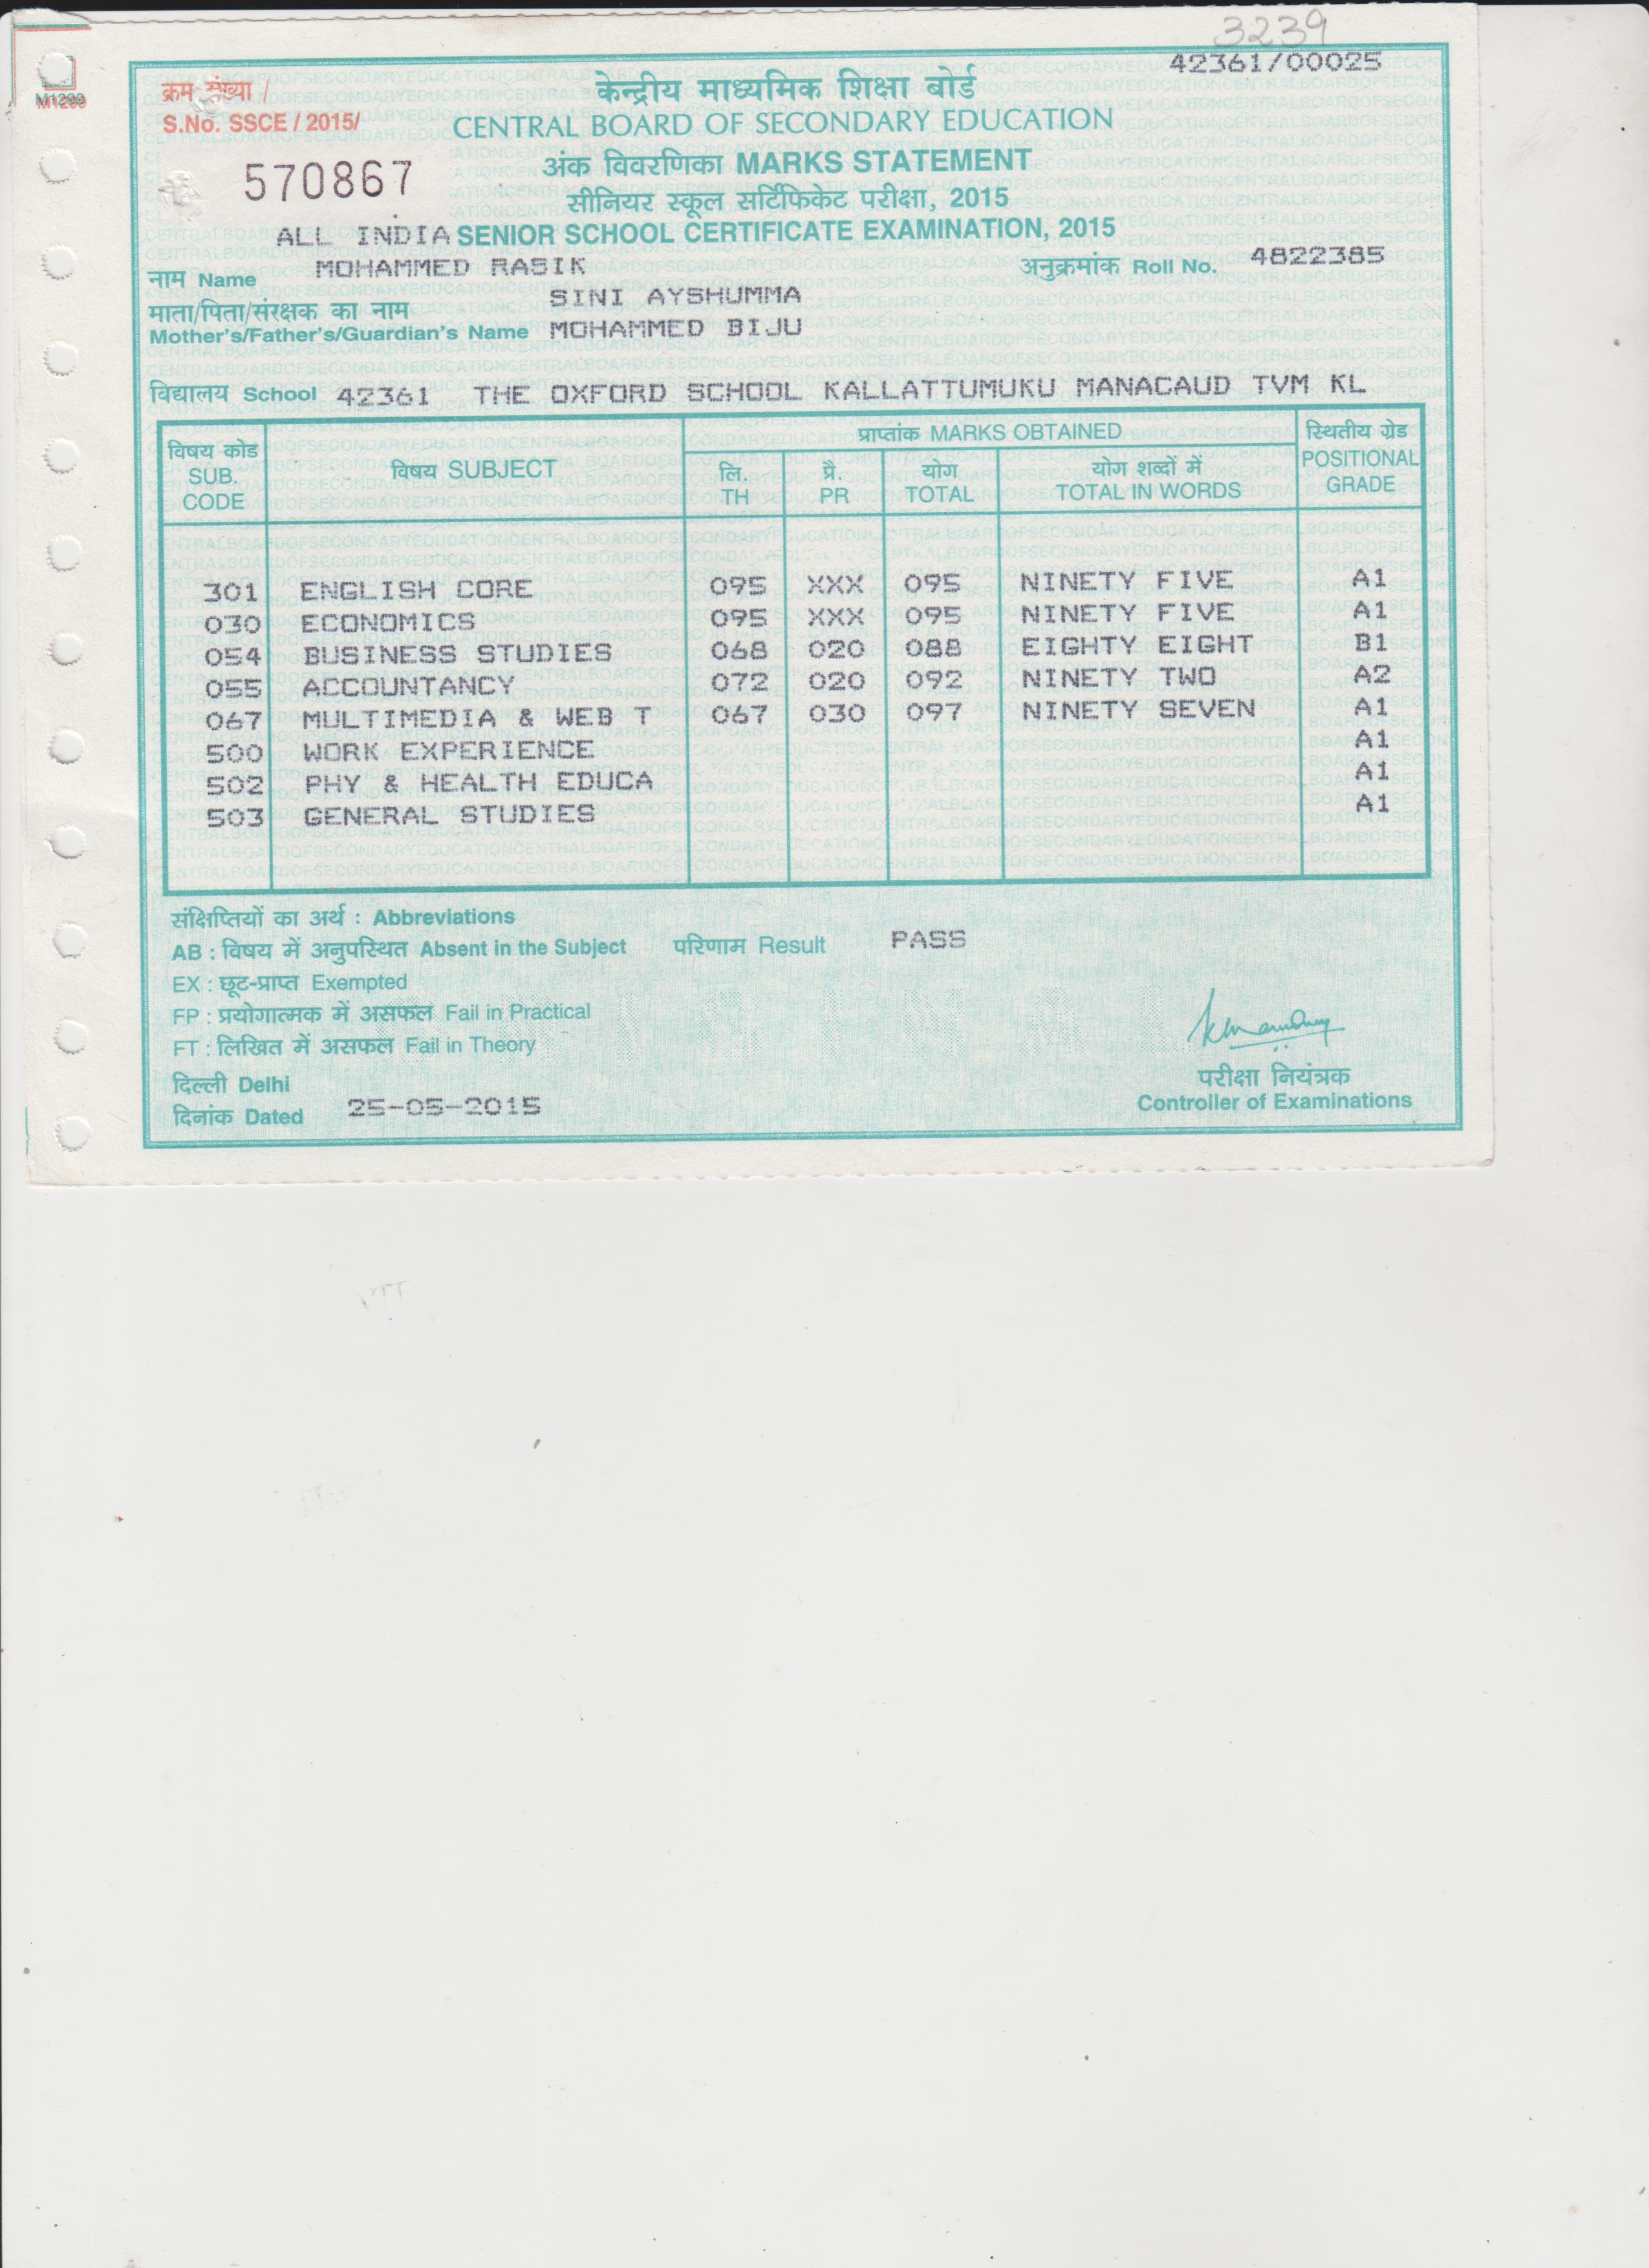 3239
42361/00025
M1299
क्रम संख्या /
S.No. SSCE / 2015/
570867
केन्द्रीय माध्यमिक शिक्षा बोर्ड
CENTRAL BOARD OF SECONDARY EDUCATION
अंक विवरणिका MARKS STATEMENT
सीनियर स्कूल सर्टिफिकेट परीक्षा, 2015
ALL INDIA SENIOR SCHOOL CERTIFICATE EXAMINATION, 2015
नाम Name MOHAMMED RASIK अनुक्रमांक Roll No. 4822385
माता/पिता/संरक्षक का नाम SINI AYSHUMMA
Mother's/Father's/Guardian's Name MOHAMMED BIJU
विद्यालय School 42361 THE OXFORD SCHOOL KALLATTUMUKU MANACAUD TVM KL
विषय कोड SUB. CODE विषय SUBJECT प्राप्तांक MARKS OBTAINED स्थितीय ग्रेड POSITIONAL GRADE
लि. TH प्रै. PR योग TOTAL योग शब्दों में TOTAL IN WORDS
301 ENGLISH CORE 095 XXX 095 NINETY FIVE A1
030 ECONOMICS 095 XXX 095 NINETY FIVE A1
054 BUSINESS STUDIES 068 020 088 EIGHTY EIGHT B1
055 ACCOUNTANCY 072 020 092 NINETY TWO A2
067 MULTIMEDIA & WEB T 067 030 097 NINETY SEVEN A1
500 WORK EXPERIENCE A1
502 PHY & HEALTH EDUCA A1
503 GENERAL STUDIES A1
संक्षिप्तियों का अर्थ : Abbreviations
AB : विषय में अनुपस्थित Absent in the Subject परिणाम Result PASS
EX : छूट-प्राप्त Exempted
FP : प्रयोगात्मक में असफल Fail in Practical
FT : लिखित में असफल Fail in Theory
दिल्ली Delhi
दिनांक Dated 25-05-2015
परीक्षा नियंत्रक
Controller of Examinations